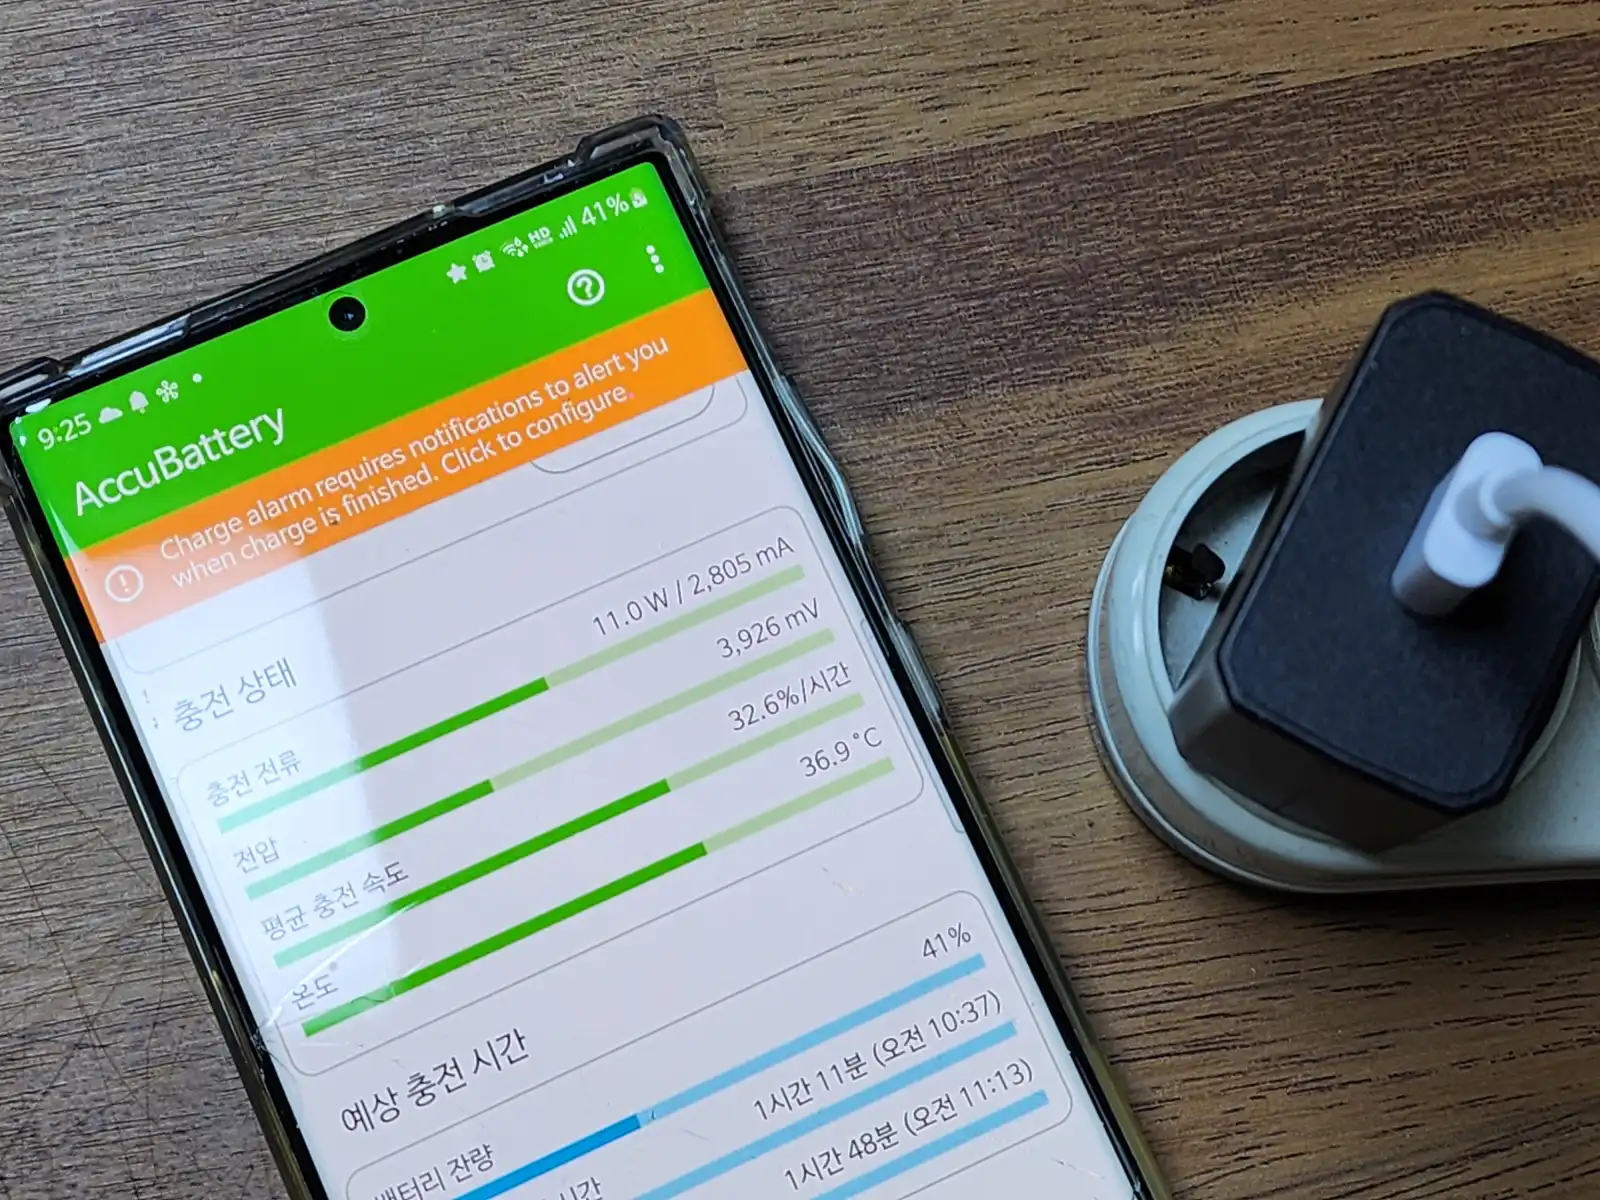 9:25
HD
41%
AccuBattery
Charge alarm requires notifications to alert you
when charge is finished. Click to configure.
충전 상태
충전 전류 11.0 W / 2,805 mA
전압 3,926 mV
평균 충전 속도 32.6%/시간
온도 36.9°C
예상 충전 시간
배터리 잔량 41%
시간 1시간 11분 (오전 10:37)
1시간 48분 (오전 11:13)